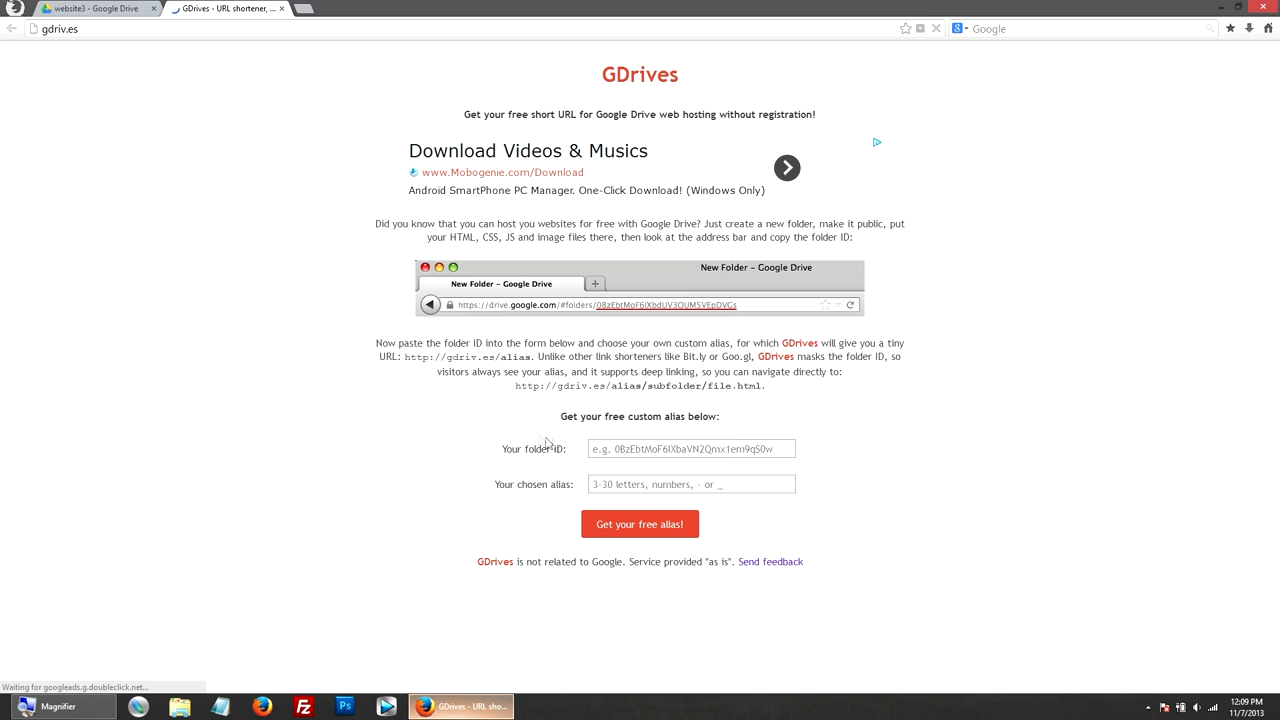 website3 - Google Drive
GDrives - URL shortener, ...
gdriv.es
Google
GDrives
Get your free short URL for Google Drive web hosting without registration!
Download Videos & Musics
www.Mobogenie.com/Download
Android SmartPhone PC Manager. One-Click Download! (Windows Only)
Did you know that you can host you websites for free with Google Drive? Just create a new folder, make it public, put
your HTML, CSS, JS and image files there, then look at the address bar and copy the folder ID:
New Folder – Google Drive
New Folder – Google Drive
https://drive.google.com/#folders/0BzEbtMoF6IXbdUV3OUM5VEpDVGs
Now paste the folder ID into the form below and choose your own custom alias, for which GDrives will give you a tiny
URL: http://gdriv.es/alias. Unlike other link shorteners like Bit.ly or Goo.gl, GDrives masks the folder ID, so
visitors always see your alias, and it supports deep linking, so you can navigate directly to:
http://gdriv.es/alias/subfolder/file.html.
Get your free custom alias below:
Your folder ID: e.g. 0BzEbtMoF6IXbaVN2Qmx1em9qS0w
Your chosen alias: 3-30 letters, numbers, - or _
Get your free alias!
GDrives is not related to Google. Service provided "as is". Send feedback
Waiting for googleads.g.doubleclick.net...
Magnifier
Fz
Ps
GDrives - URL sho...
12:09 PM
11/7/2013